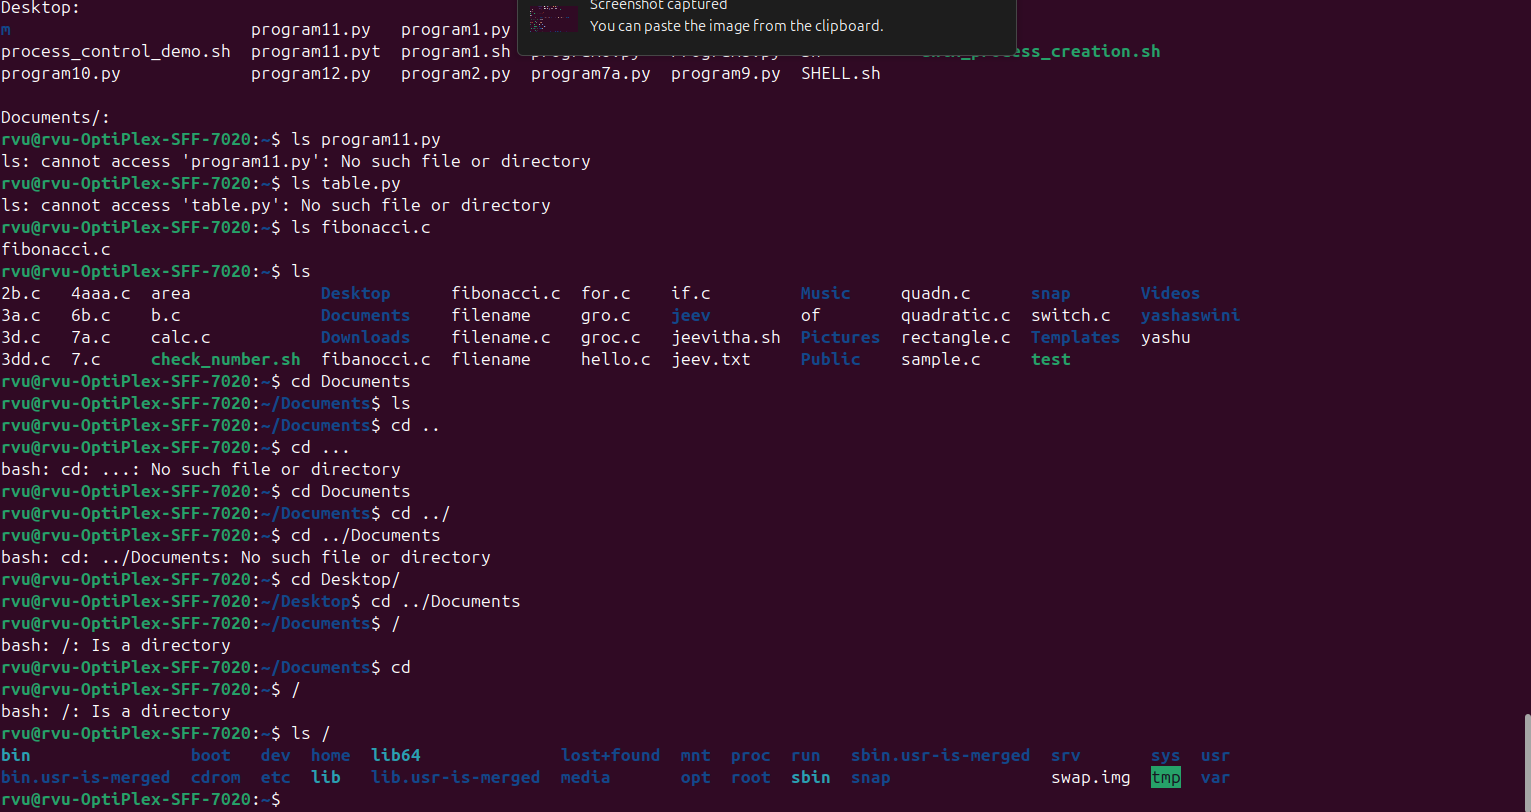 Desktop:
Screenshot captured
m program11.py program1.py
You can paste the image from the clipboard.
process_control_demo.sh program11.pyt program1.sh
program10.py program12.py program2.py program7a.py program9.py SHELL.sh
Documents/:
rvu@rvu-OptiPlex-SFF-7020:~$ ls program11.py
ls: cannot access 'program11.py': No such file or directory
rvu@rvu-OptiPlex-SFF-7020:~$ ls table.py
ls: cannot access 'table.py': No such file or directory
rvu@rvu-OptiPlex-SFF-7020:~$ ls fibonacci.c
fibonacci.c
rvu@rvu-OptiPlex-SFF-7020:~$ ls
2b.c 4aaa.c area Desktop fibonacci.c for.c if.c Music quadn.c snap Videos
3a.c 6b.c b.c Documents filename gro.c jeev of quadratic.c switch.c yashaswini
3d.c 7a.c calc.c Downloads filename.c groc.c jeevitha.sh Pictures rectangle.c Templates yashu
3dd.c 7.c check_number.sh fibanocci.c fliename hello.c jeev.txt Public sample.c test
rvu@rvu-OptiPlex-SFF-7020:~$ cd Documents
rvu@rvu-OptiPlex-SFF-7020:~/Documents$ ls
rvu@rvu-OptiPlex-SFF-7020:~/Documents$ cd ..
rvu@rvu-OptiPlex-SFF-7020:~$ cd ...
bash: cd: ...: No such file or directory
rvu@rvu-OptiPlex-SFF-7020:~$ cd Documents
rvu@rvu-OptiPlex-SFF-7020:~/Documents$ cd ../
rvu@rvu-OptiPlex-SFF-7020:~$ cd ../Documents
bash: cd: ../Documents: No such file or directory
rvu@rvu-OptiPlex-SFF-7020:~$ cd Desktop/
rvu@rvu-OptiPlex-SFF-7020:~/Desktop$ cd ../Documents
rvu@rvu-OptiPlex-SFF-7020:~/Documents$ /
bash: /: Is a directory
rvu@rvu-OptiPlex-SFF-7020:~/Documents$ cd
rvu@rvu-OptiPlex-SFF-7020:~$ /
bash: /: Is a directory
rvu@rvu-OptiPlex-SFF-7020:~$ ls /
bin boot dev home lib64 lost+found mnt proc run sbin.usr-is-merged srv sys usr
bin.usr-is-merged cdrom etc lib lib.usr-is-merged media opt root sbin snap swap.img tmp var
rvu@rvu-OptiPlex-SFF-7020:~$